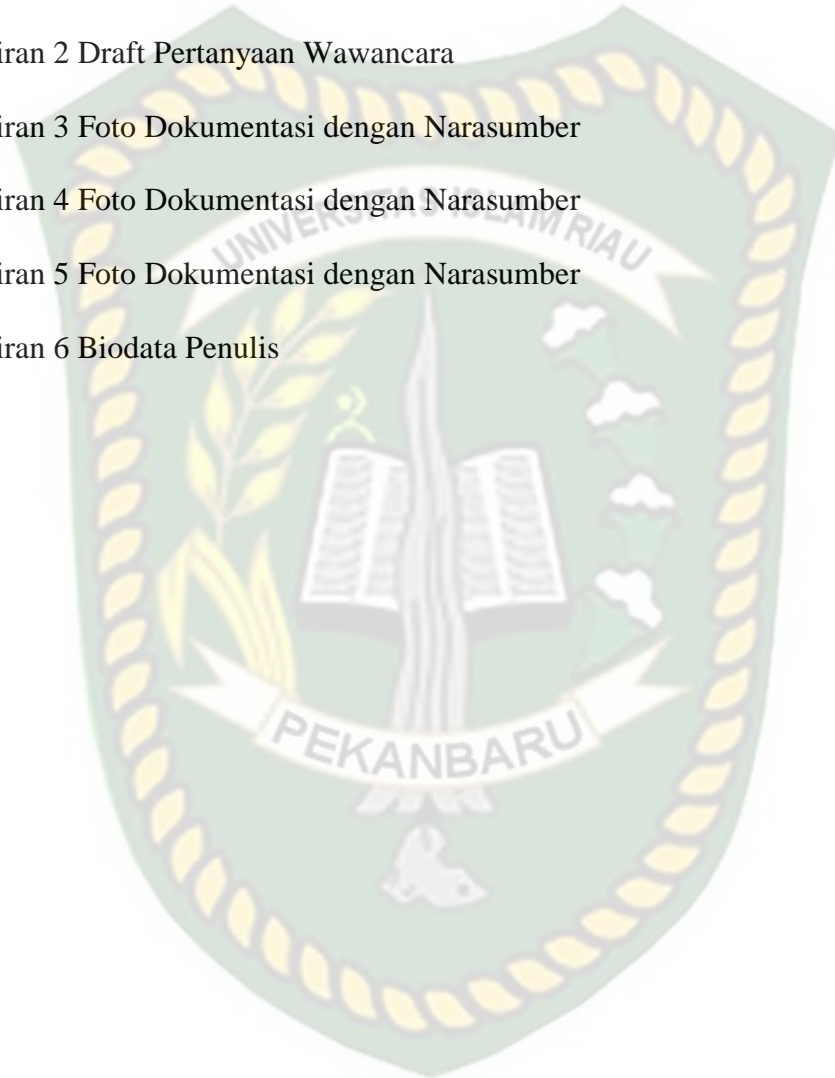 iran 2 Draft Pertanyaan Wawancara
iran 3 Foto Dokumentasi dengan Narasumber
iran 4 Foto Dokumentasi dengan Narasumber
UNIVERSITAS ISLAM RIAU
iran 5 Foto Dokumentasi dengan Narasumber
iran 6 Biodata Penulis
PEKANBARU